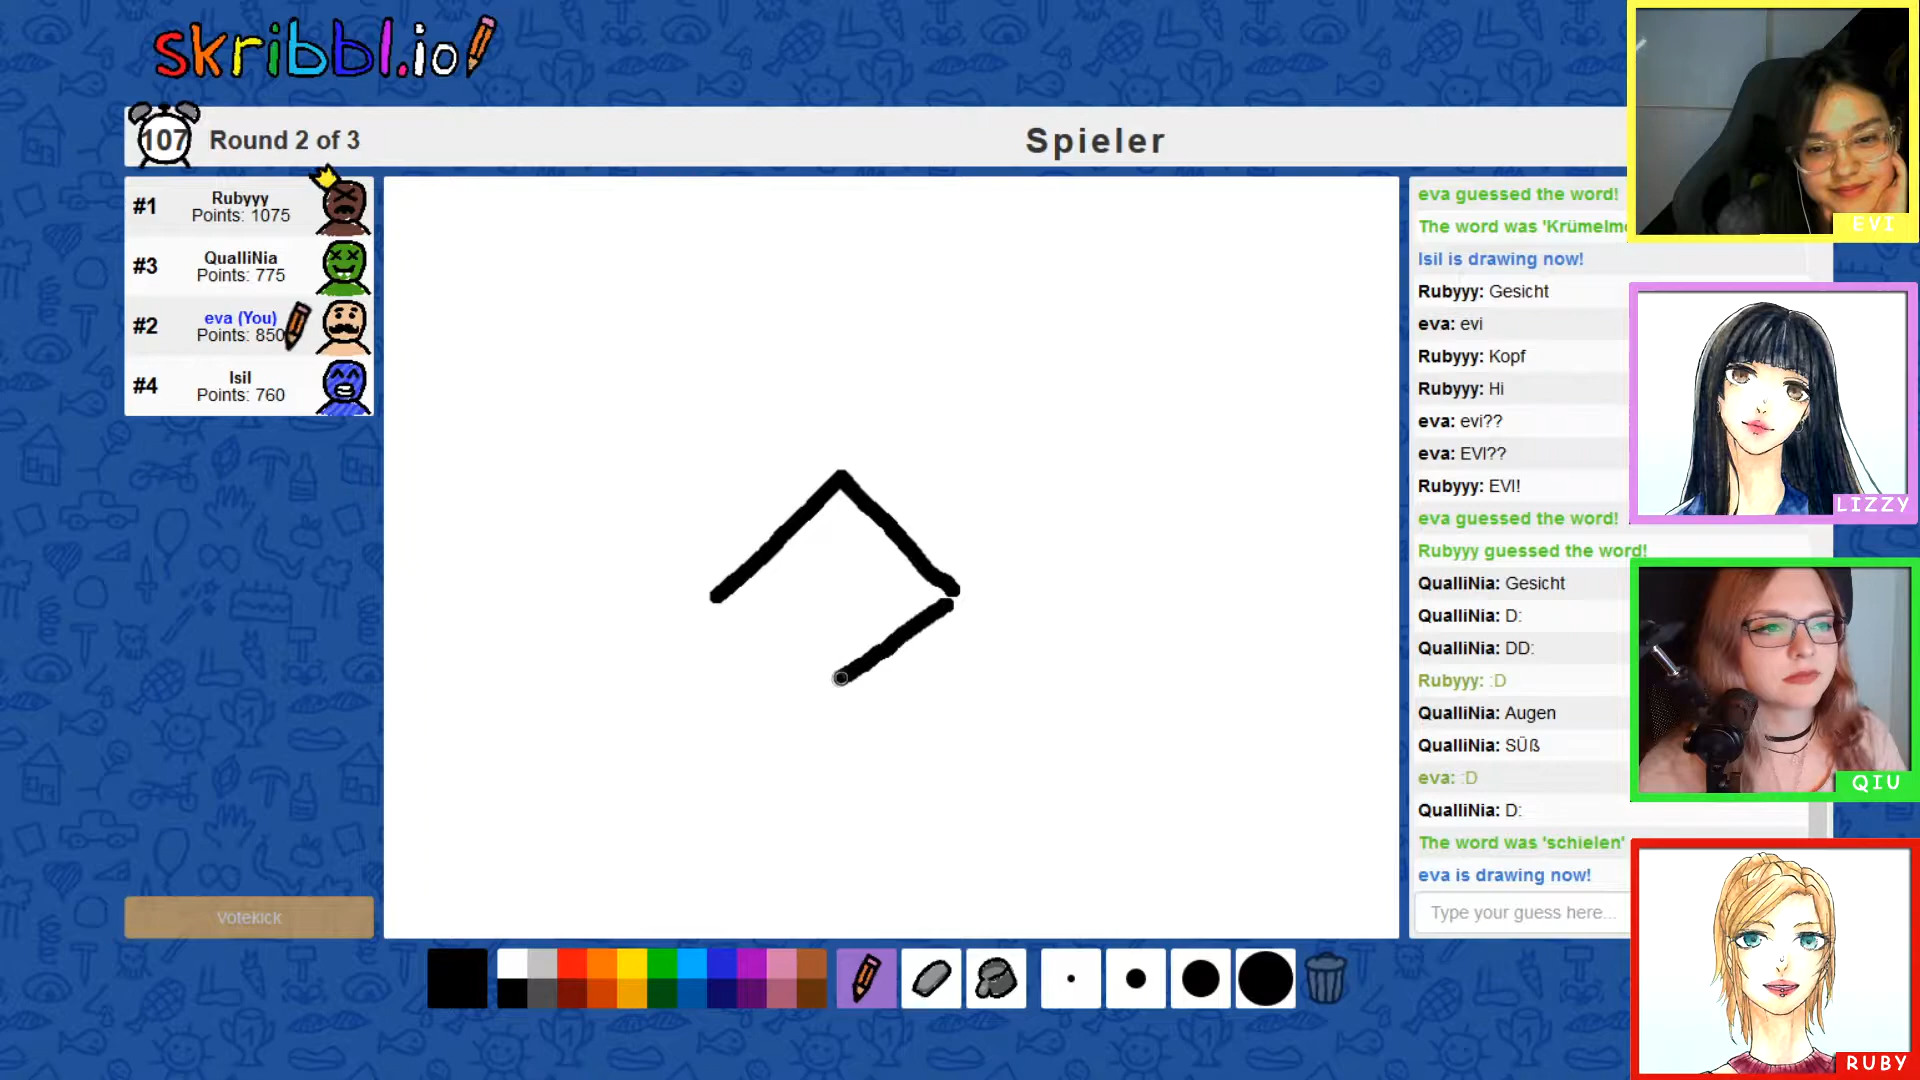 skribbl.io
107
Round 2 of 3
Spieler
#1
Rubyyy
Points: 1075
#3
QualliNia
Points: 775
#2
eva (You)
Points: 850
#4
Isil
Points: 760
Votekick
eva guessed the word!
The word was 'Krümelm
Isil is drawing now!
Rubyyy: Gesicht
eva: evi
Rubyyy: Kopf
Rubyyy: Hi
eva: evi??
eva: EVI??
Rubyyy: EVI!
eva guessed the word!
Rubyyy guessed the word!
QualliNia: Gesicht
QualliNia: D:
QualliNia: DD:
Rubyyy: :D
QualliNia: Augen
QualliNia: SÜß
eva: :D
QualliNia: D:
The word was 'schielen'
eva is drawing now!
Type your guess here...
EVI
LIZZY
QIU
RUBY